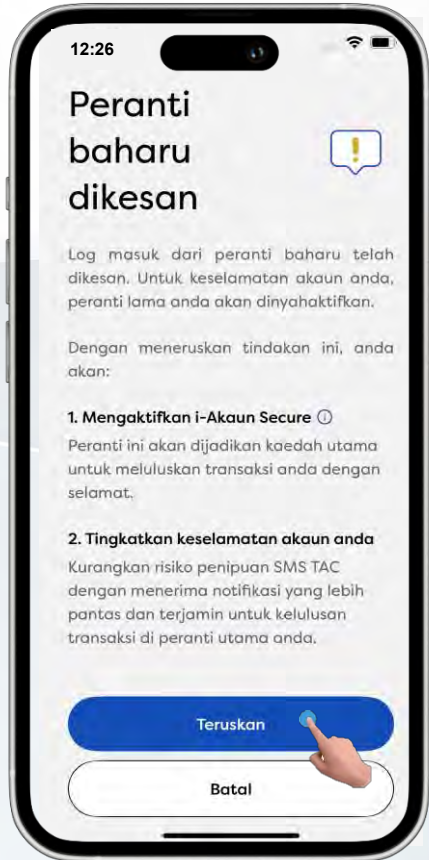 12:26
Peranti
baharu
dikesan
Log masuk dari peranti baharu telah
dikesan. Untuk keselamatan akaun anda,
peranti lama anda akan dinyahaktifkan.
Dengan meneruskan tindakan ini, anda
akan:
1. Mengaktifkan i-Akaun Secure ⓘ
Peranti ini akan dijadikan kaedah utama
untuk meluluskan transaksi anda dengan
selamat.
2. Tingkatkan keselamatan akaun anda
Kurangkan risiko penipuan SMS TAC
dengan menerima notifikasi yang lebih
pantas dan terjamin untuk kelulusan
transaksi di peranti utama anda.
Teruskan
Batal